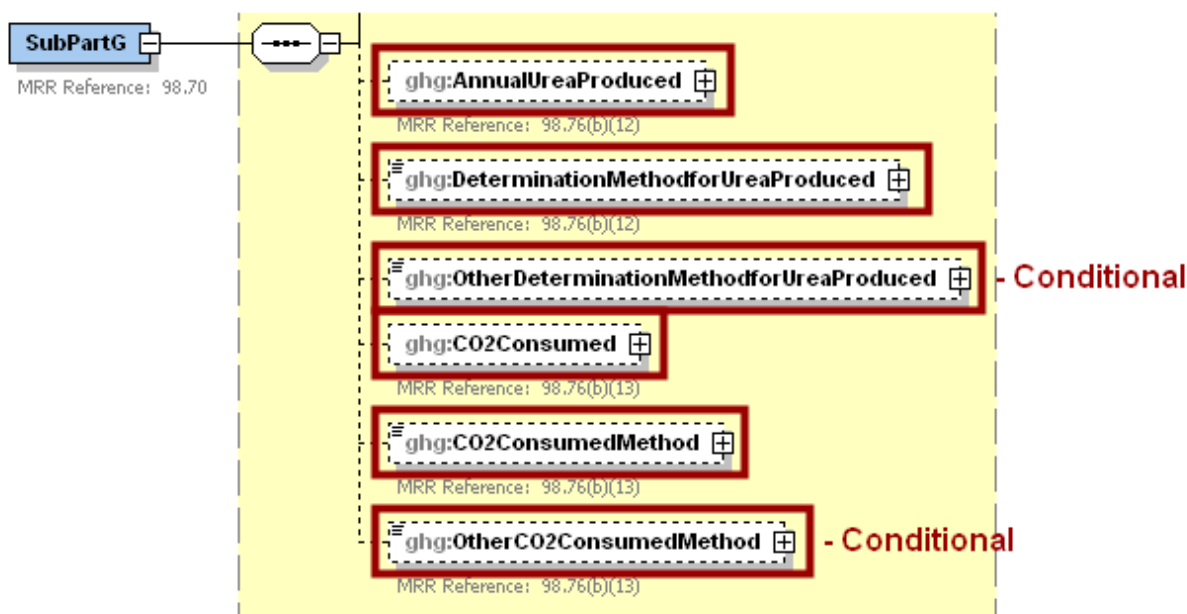 SubPartG
MRR Reference: 98.70
ghg:AnnualUreaProduced
MRR Reference: 98.76(b)(12)
ghg:DeterminationMethodforUreaProduced
MRR Reference: 98.76(b)(12)
ghg:OtherDeterminationMethodforUreaProduced - Conditional
ghg:CO2Consumed
MRR Reference: 98.76(b)(13)
ghg:CO2ConsumedMethod
MRR Reference: 98.76(b)(13)
ghg:OtherCO2ConsumedMethod - Conditional
MRR Reference: 98.76(b)(13)